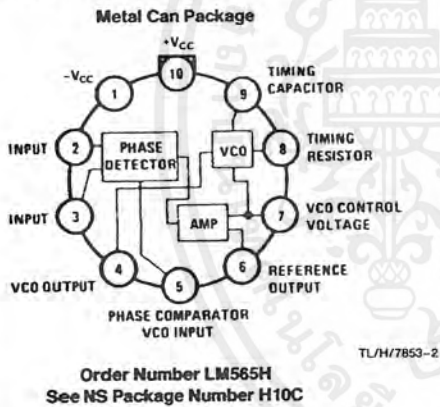 Metal Can Package
+VCC
-VCC
10
TIMING
CAPACITOR
1
9
INPUT
2
PHASE
DETECTOR
VCO
8
TIMING
RESISTOR
INPUT
3
AMP
7
VCO CONTROL
VOLTAGE
VCO OUTPUT
4
5
6
REFERENCE
OUTPUT
PHASE COMPARATOR
VCO INPUT
TL/H/7853-2
Order Number LM565H
See NS Package Number H10C